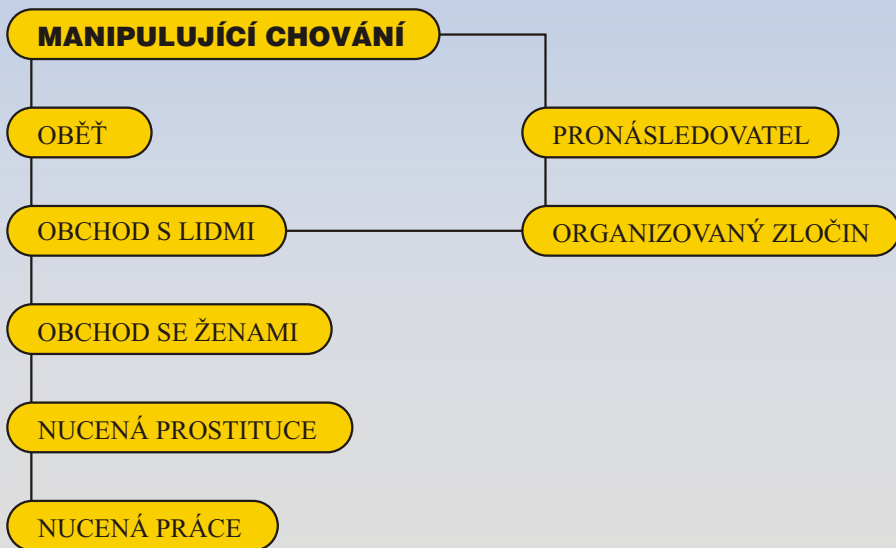 MANIPULUJÍCÍ CHOVÁNÍ
OBĚŤ
PRONÁSLEDOVATEL
OBCHOD S LIDMI
ORGANIZOVANÝ ZLOČIN
OBCHOD SE ŽENAMI
NUCENÁ PROSTITUCE
NUCENÁ PRÁCE